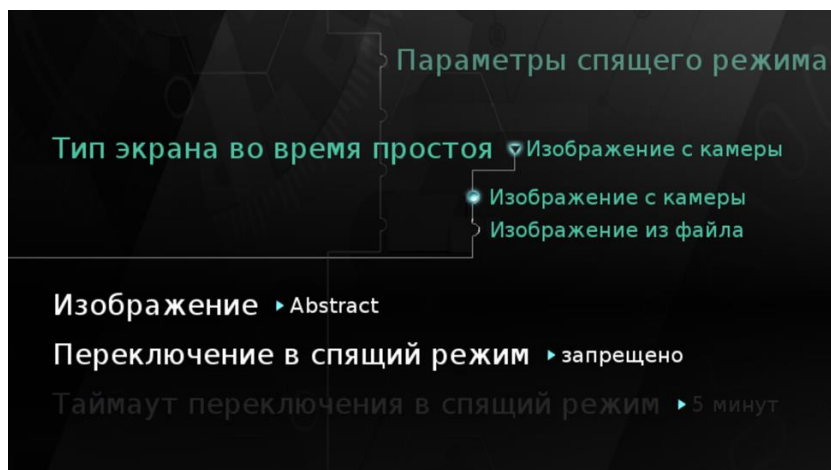 Параметры спящего режима
Тип экрана во время простоя Изображение с камеры
Изображение с камеры
Изображение из файла
Изображение Abstract
Переключение в спящий режим запрещено
Таймаут переключения в спящий режим 5 минут